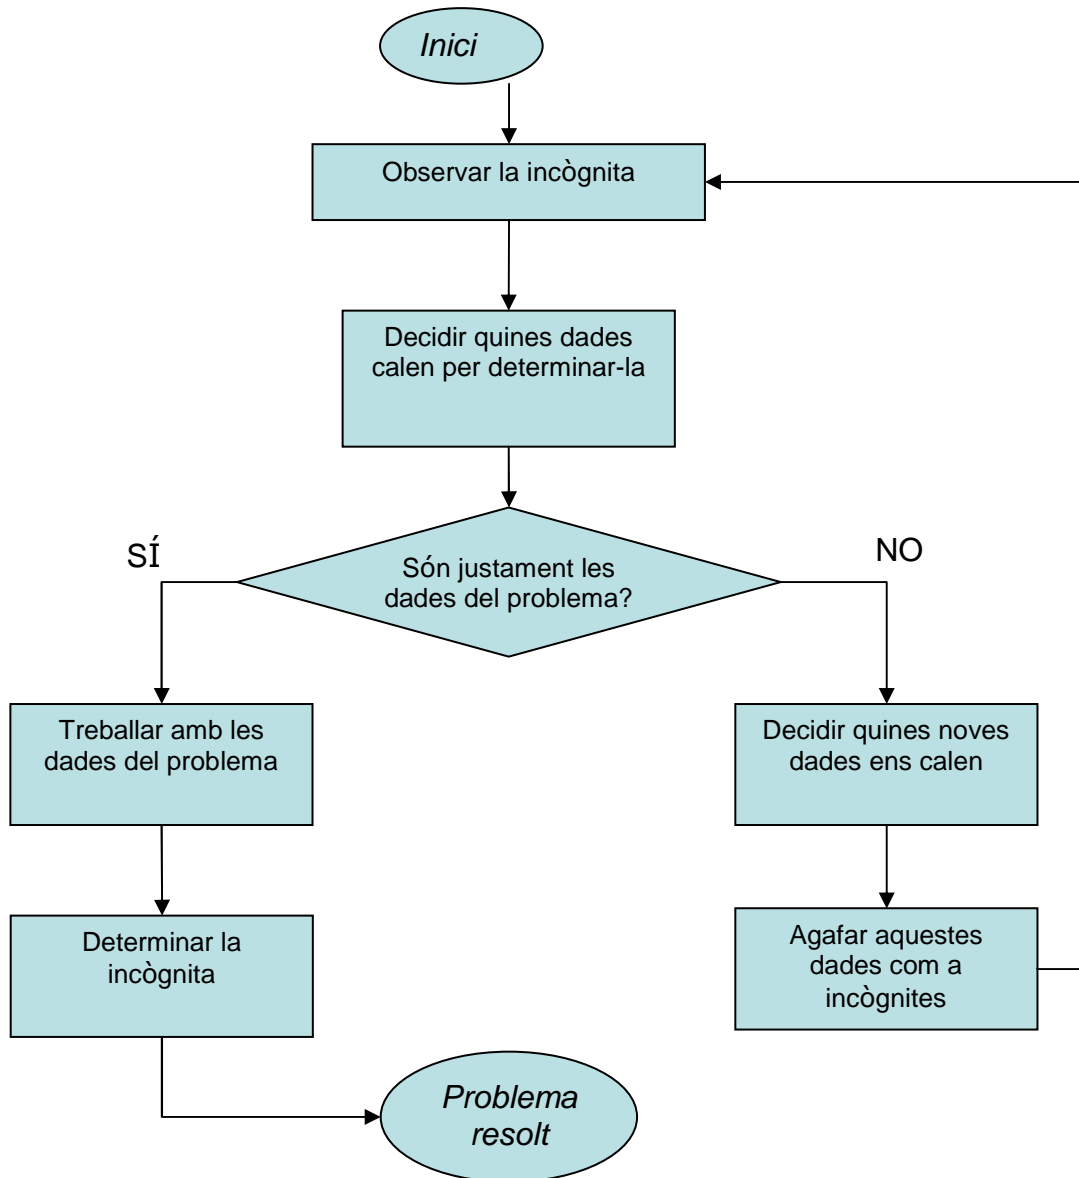 Inici
Observar la incògnita
Decidir quines dades
calen per determinar-la
Són justament les
dades del problema?
SÍ
NO
Treballar amb les
dades del problema
Decidir quines noves
dades ens calen
Determinar la
incògnita
Agafar aquestes
dades com a
incògnites
Problema
resolt